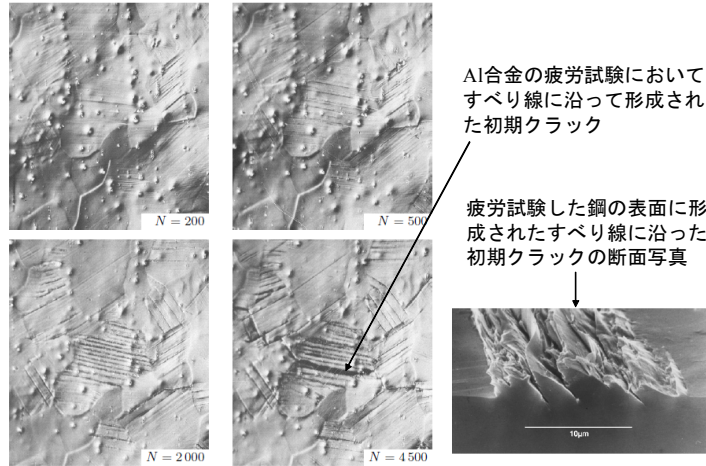 Al合金の疲労試験において
すべり線に沿って形成され
た初期クラック
N = 200
N = 500
疲労試験した鋼の表面に形
成されたすべり線に沿った
初期クラックの断面写真
N = 2 000
N = 4 500
10μm